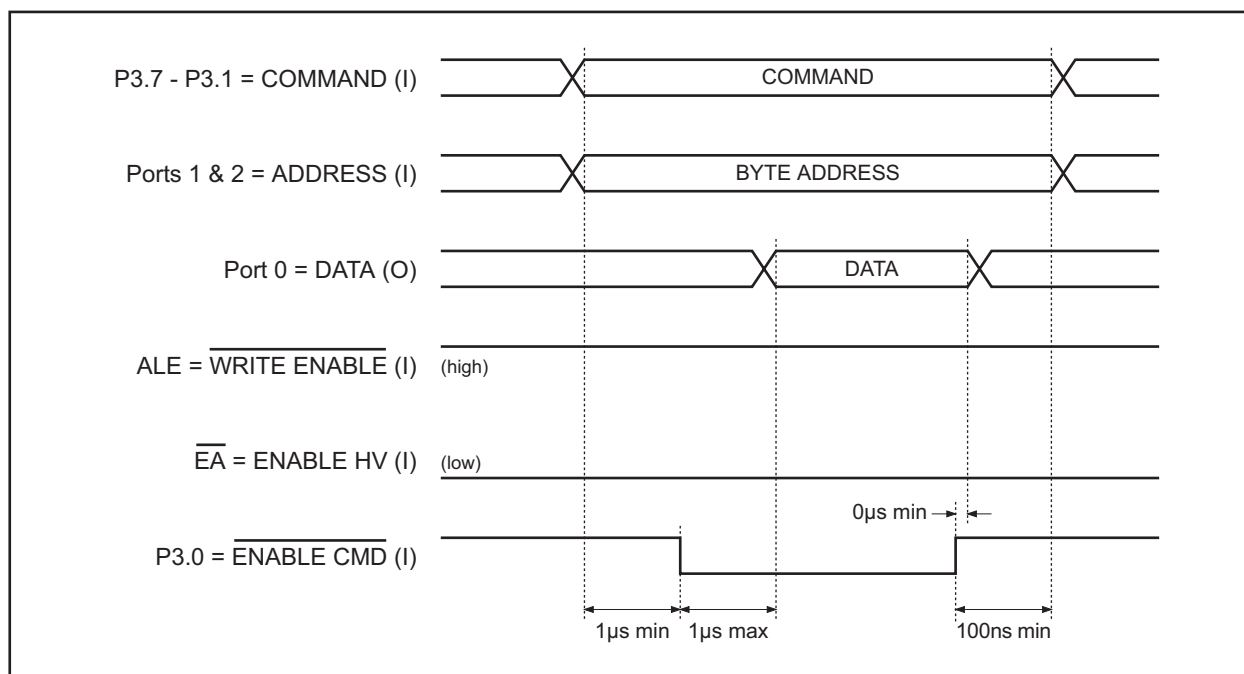 P3.7 - P3.1 = COMMAND (I)
COMMAND
Ports 1 & 2 = ADDRESS (I)
BYTE ADDRESS
Port 0 = DATA (O)
DATA
ALE = WRITE ENABLE (I)
(high)
EA = ENABLE HV (I)
(low)
0µs min
P3.0 = ENABLE CMD (I)
1µs min
1µs max
100ns min